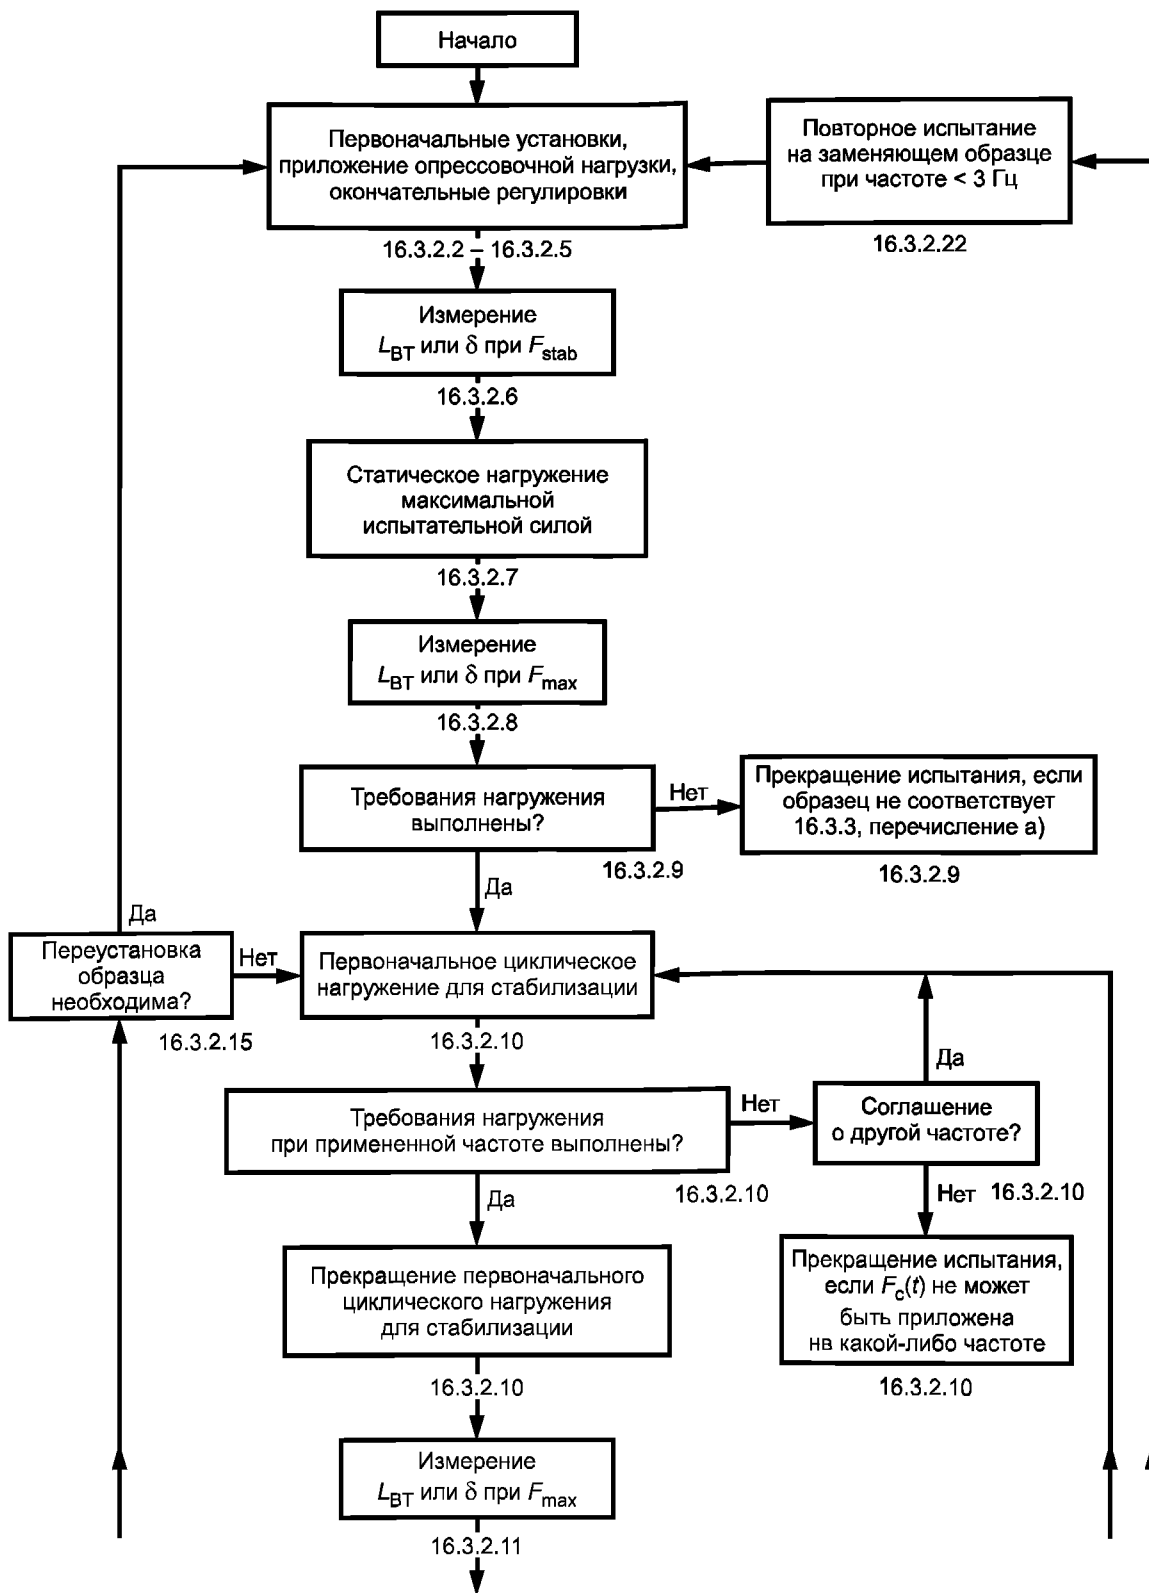 Начало
Первоначальные установки,
приложение опрессовочной нагрузки,
окончательные регулировки
16.3.2.2 – 16.3.2.5
Повторное испытание
на заменяющем образце
при частоте < 3 Гц
16.3.2.22
Измерение
L_BT или δ при F_stab
16.3.2.6
Статическое нагружение
максимальной
испытательной силой
16.3.2.7
Измерение
L_BT или δ при F_max
16.3.2.8
Требования нагружения
выполнены?
16.3.2.9
Нет
Прекращение испытания, если
образец не соответствует
16.3.3, перечисление а)
16.3.2.9
Да
Да
Переустановка
образца
необходима?
16.3.2.15
Нет
Первоначальное циклическое
нагружение для стабилизации
16.3.2.10
Требования нагружения
при примененной частоте выполнены?
16.3.2.10
Нет
Да
Соглашение
о другой частоте?
16.3.2.10
Нет
Да
Прекращение первоначального
циклического нагружения
для стабилизации
16.3.2.10
Прекращение испытания,
если F_c(t) не может
быть приложена
нв какой-либо частоте
16.3.2.10
Измерение
L_BT или δ при F_max
16.3.2.11